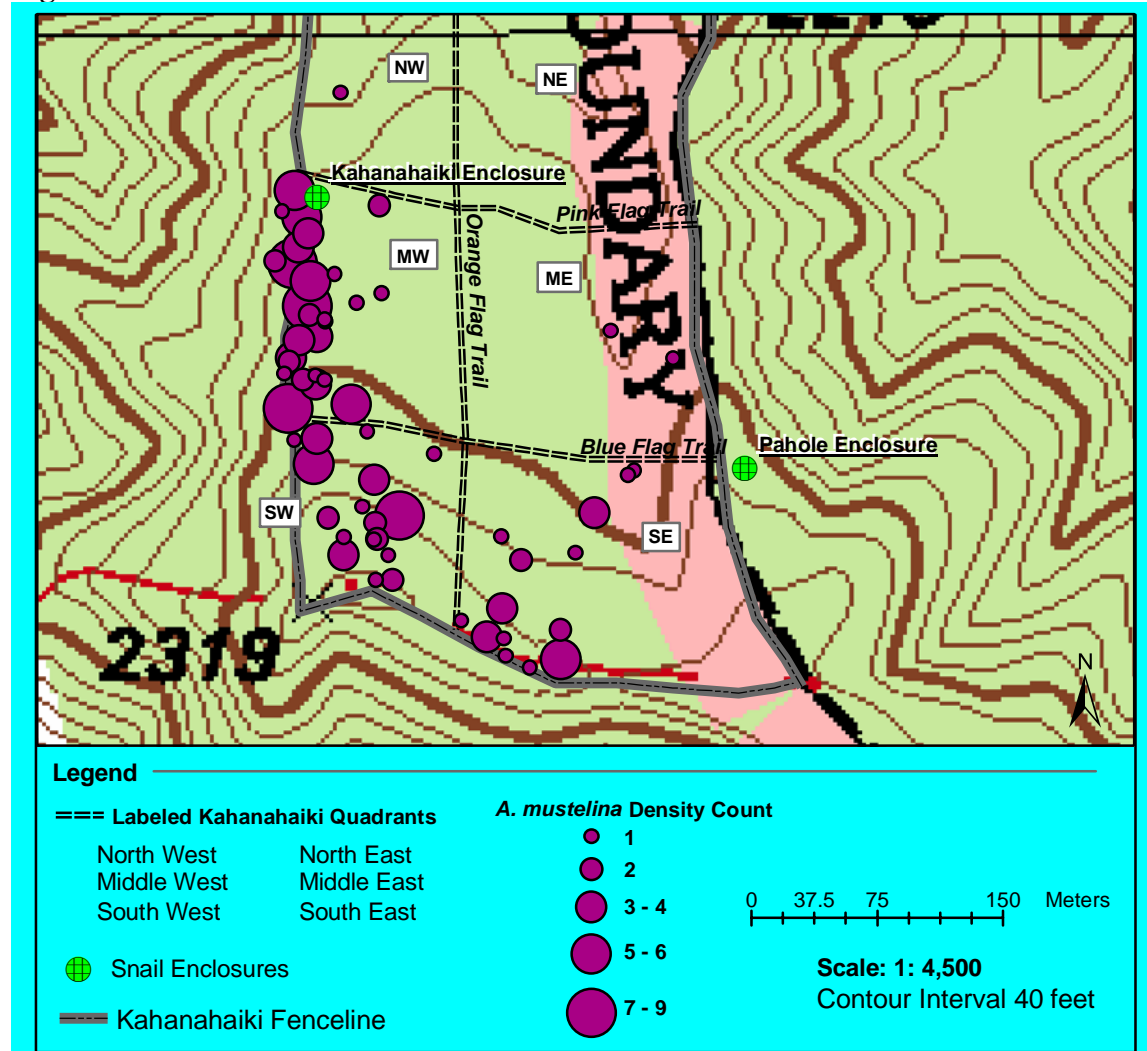 NW
NE
UNDARY
Kahanahaiki Enclosure
Pink Flag Trail
Orange Flag Trail
MW
ME
Blue Flag Trail
Pahole Enclosure
SW
SE
2319
N
Legend
Labeled Kahanahaiki Quadrants
North West North East
Middle West Middle East
South West South East
Snail Enclosures
Kahanahaiki Fenceline
A. mustelina Density Count
1
2
3 - 4
5 - 6
7 - 9
0 37.5 75 150 Meters
Scale: 1: 4,500
Contour Interval 40 feet